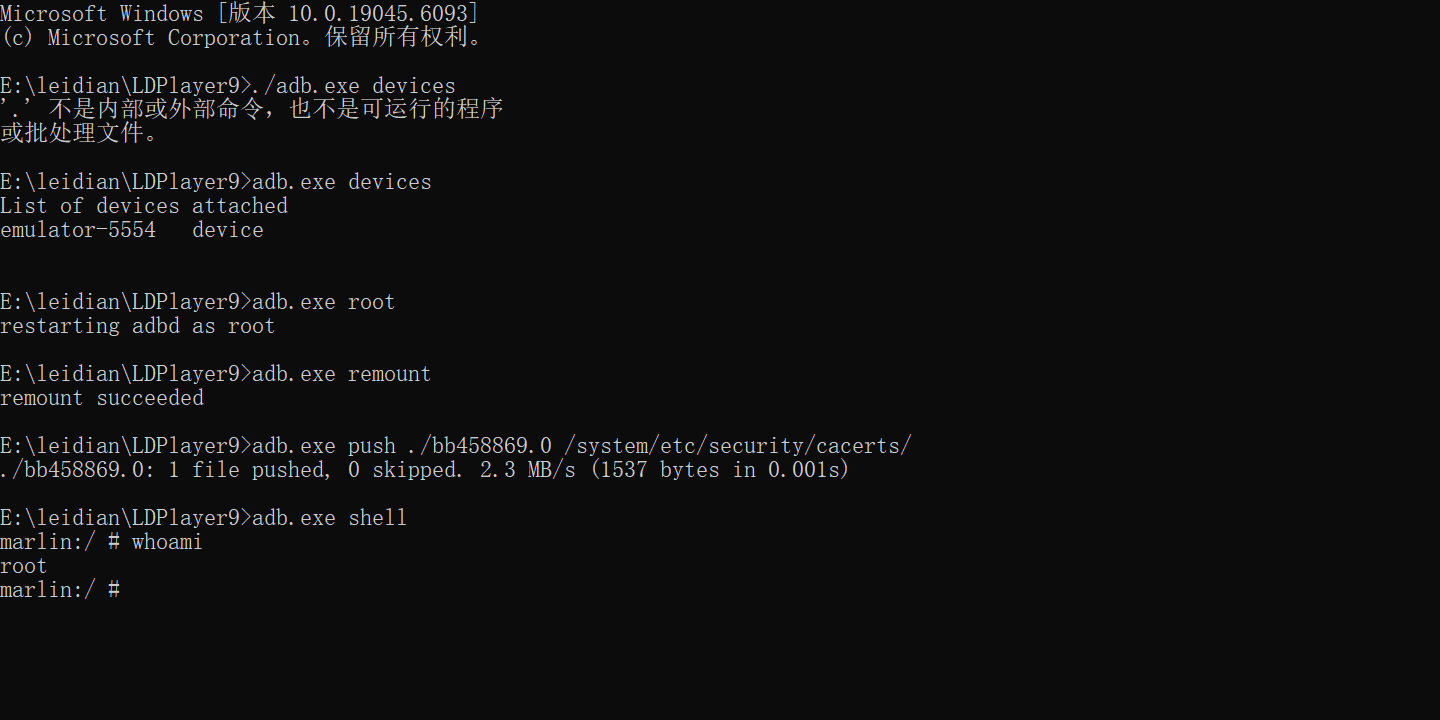 Microsoft Windows [版本 10.0.19045.6093]
(c) Microsoft Corporation。保留所有权利。
E:\leidian\LDPlayer9>./adb.exe devices
'.' 不是内部或外部命令，也不是可运行的程序
或批处理文件。
E:\leidian\LDPlayer9>adb.exe devices
List of devices attached
emulator-5554   device
E:\leidian\LDPlayer9>adb.exe root
restarting adbd as root
E:\leidian\LDPlayer9>adb.exe remount
remount succeeded
E:\leidian\LDPlayer9>adb.exe push ./bb458869.0 /system/etc/security/cacerts/
./bb458869.0: 1 file pushed, 0 skipped. 2.3 MB/s (1537 bytes in 0.001s)
E:\leidian\LDPlayer9>adb.exe shell
marlin:/ # whoami
root
marlin:/ #